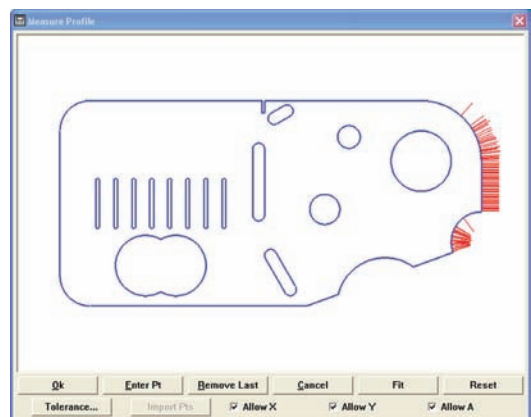 Measure Profile
Ok Enter Pt Remove Last Cancel Fit Reset
Tolerance... Import Pts Allow X Allow Y Allow A